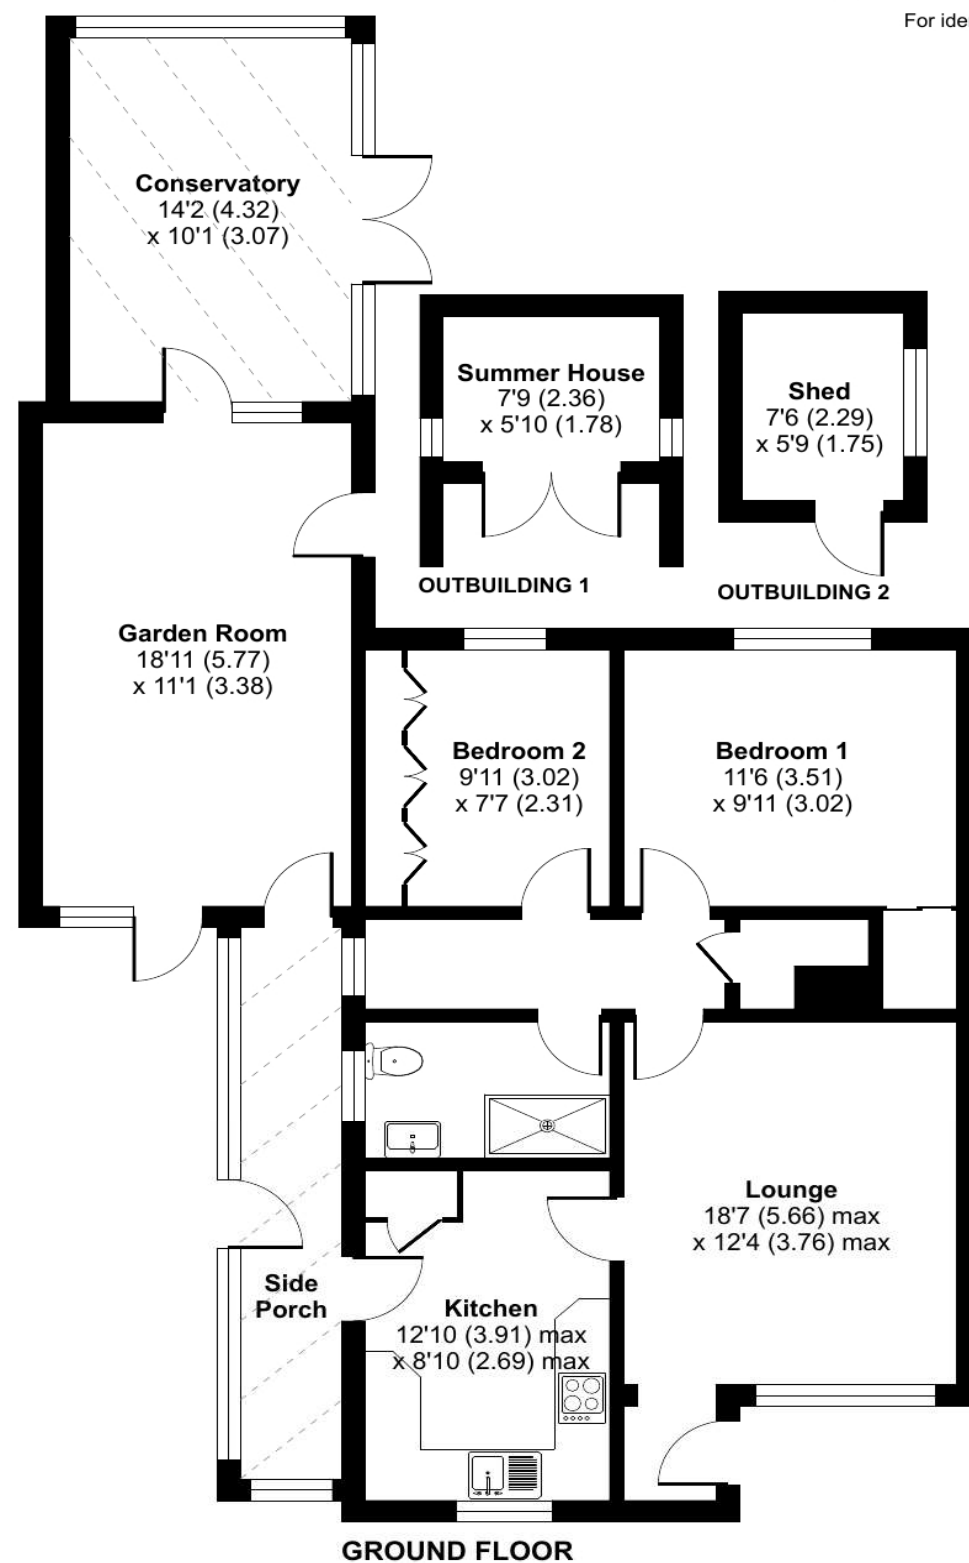 For ide
Conservatory
14'2 (4.32)
x 10'1 (3.07)
Summer House
7'9 (2.36)
x 5'10 (1.78)
Shed
7'6 (2.29)
x 5'9 (1.75)
OUTBUILDING 1
OUTBUILDING 2
Garden Room
18'11 (5.77)
x 11'1 (3.38)
Bedroom 2
9'11 (3.02)
x 7'7 (2.31)
Bedroom 1
11'6 (3.51)
x 9'11 (3.02)
Lounge
18'7 (5.66) max
x 12'4 (3.76) max
Side
Porch
Kitchen
12'10 (3.91) max
x 8'10 (2.69) max
GROUND FLOOR